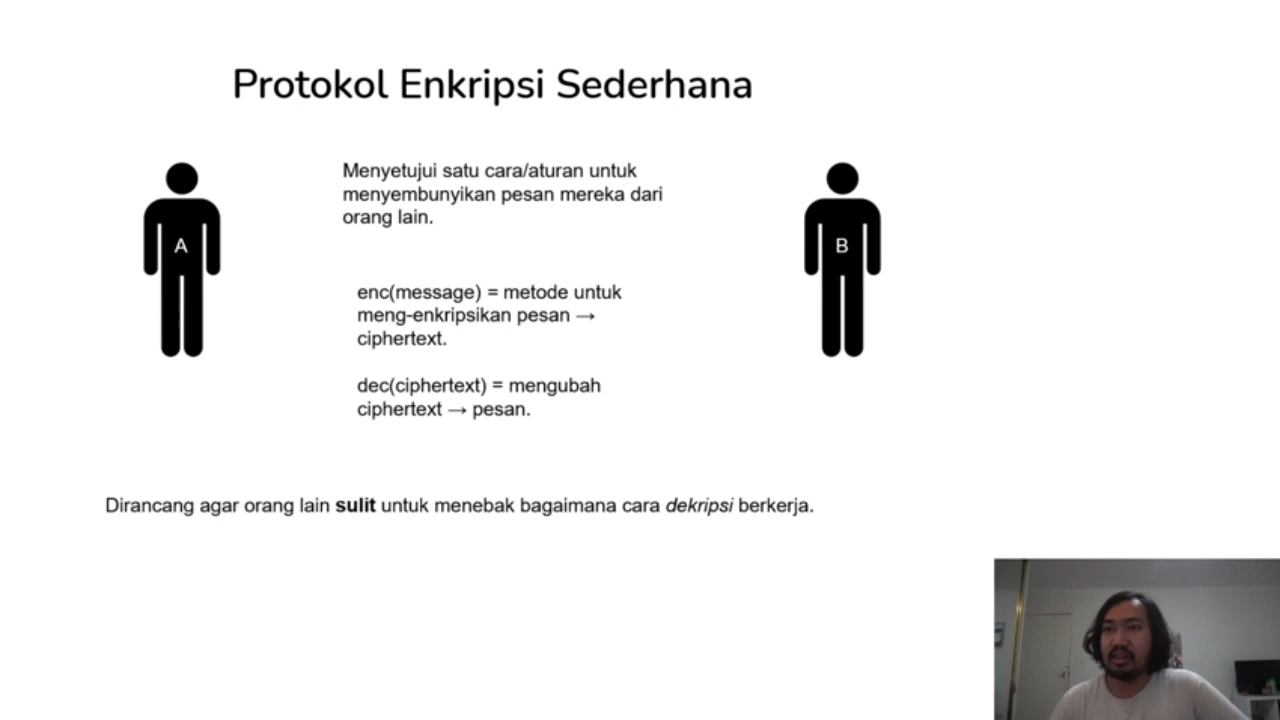 Protokol Enkripsi Sederhana
Menyetujui satu cara/aturan untuk
menyembunyikan pesan mereka dari
orang lain.
A
B
enc(message) = metode untuk
meng-enkripsikan pesan →
ciphertext.
dec(ciphertext) = mengubah
ciphertext → pesan.
Dirancang agar orang lain sulit untuk menebak bagaimana cara dekripsi berkerja.